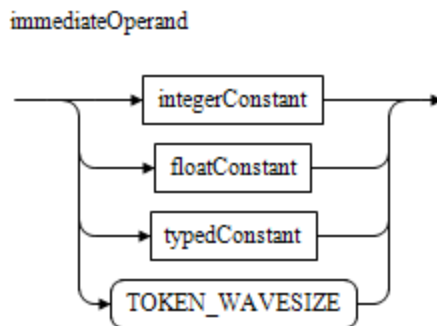 immediateOperand
integerConstant
floatConstant
typedConstant
TOKEN_WAVESIZE